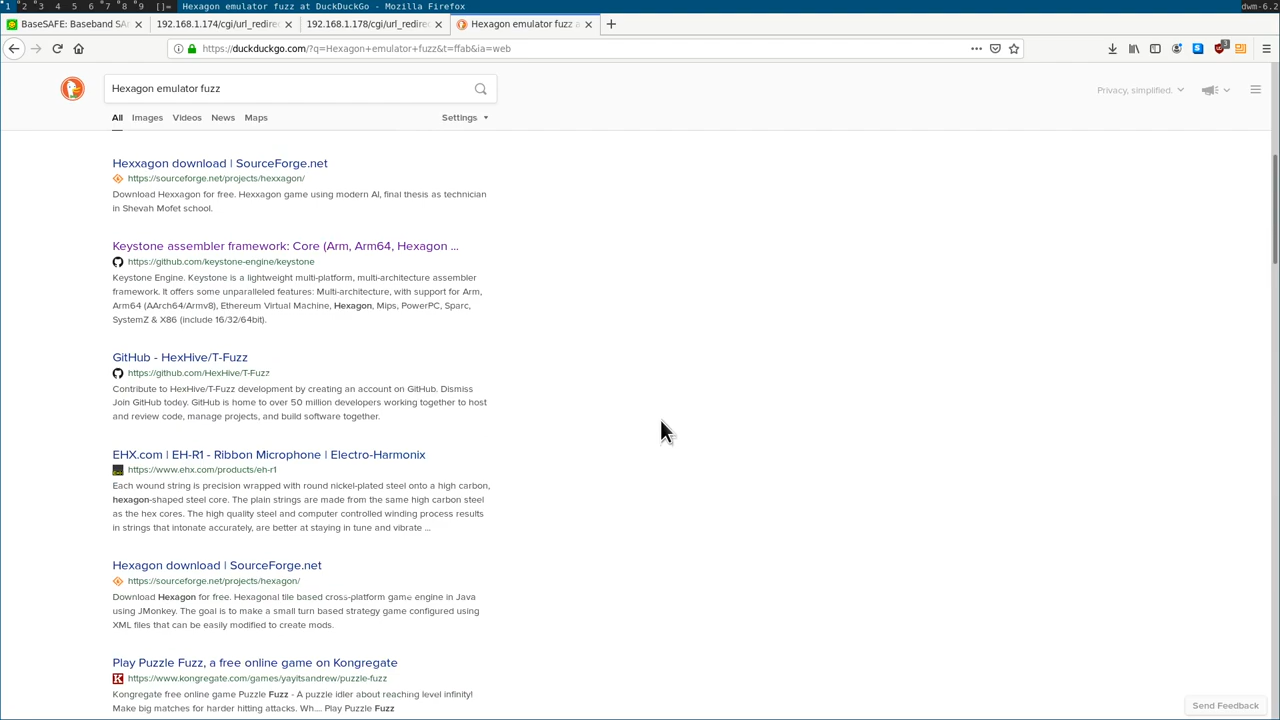 1 2 3 4 5 6 7 8 9 []= Hexagon emulator fuzz at DuckDuckGo - Mozilla Firefox dwm-6.2
BaseSAFE: Baseband SA 192.168.1.174/cgi/url_redire 192.168.1.178/cgi/url_redire Hexagon emulator fuzz a
https://duckduckgo.com/?q=Hexagon+emulator+fuzz&t=ffab&ia=web
Hexagon emulator fuzz
Privacy, simplified.
All Images Videos News Maps Settings
Hexxagon download | SourceForge.net
https://sourceforge.net/projects/hexxagon/
Download Hexxagon for free. Hexxagon game using modern AI, final thesis as technician
in Shevah Mofet school.
Keystone assembler framework: Core (Arm, Arm64, Hexagon ...
https://github.com/keystone-engine/keystone
Keystone Engine. Keystone is a lightweight multi-platform, multi-architecture assembler
framework. It offers some unparalleled features: Multi-architecture, with support for Arm,
Arm64 (AArch64/Armv8), Ethereum Virtual Machine, Hexagon, Mips, PowerPC, Sparc,
SystemZ & X86 (include 16/32/64bit).
GitHub - HexHive/T-Fuzz
https://github.com/HexHive/T-Fuzz
Contribute to HexHive/T-Fuzz development by creating an account on GitHub. Dismiss
Join GitHub today. GitHub is home to over 50 million developers working together to host
and review code, manage projects, and build software together.
EHX.com | EH-R1 - Ribbon Microphone | Electro-Harmonix
https://www.ehx.com/products/eh-r1
Each wound string is precision wrapped with round nickel-plated steel onto a high carbon,
hexagon-shaped steel core. The plain strings are made from the same high carbon steel
as the hex cores. The high quality steel and computer controlled winding process results
in strings that intonate accurately, are better at staying in tune and vibrate ...
Hexagon download | SourceForge.net
https://sourceforge.net/projects/hexagon/
Download Hexagon for free. Hexagonal tile based cross-platform game engine in Java
using JMonkey. The goal is to make a small turn based strategy game configured using
XML files that can be easily modified to create mods.
Play Puzzle Fuzz, a free online game on Kongregate
https://www.kongregate.com/games/yayitsandrew/puzzle-fuzz
Kongregate free online game Puzzle Fuzz - A puzzle idler about reaching level infinity!
Make big matches for harder hitting attacks. Wh.... Play Puzzle Fuzz
Send Feedback